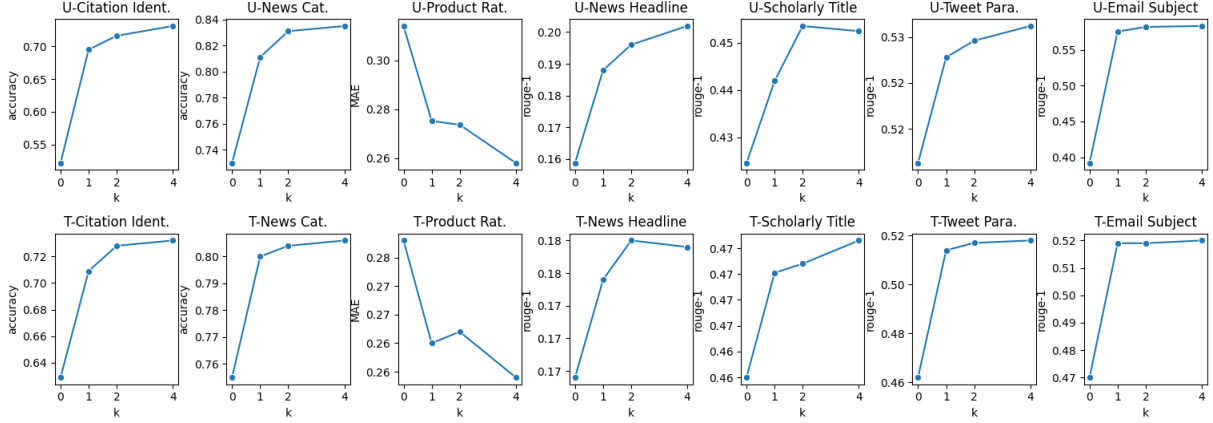 U-Citation Ident.
accuracy
0.70
0.65
0.60
0.55
0 1 2 4
k
U-News Cat.
accuracy
0.84
0.82
0.80
0.78
0.76
0.74
0 1 2 4
k
U-Product Rat.
MAE
0.30
0.28
0.26
0 1 2 4
k
U-News Headline
rouge-1
0.20
0.19
0.18
0.17
0.16
0.16
0 1 2 4
k
U-Scholarly Title
rouge-1
0.45
0.44
0.43
0 1 2 4
k
U-Tweet Para.
rouge-1
0.53
0.52
0.52
0 1 2 4
k
U-Email Subject
rouge-1
0.55
0.50
0.45
0.40
0 1 2 4
k
T-Citation Ident.
accuracy
0.72
0.70
0.68
0.66
0.64
0 1 2 4
k
T-News Cat.
accuracy
0.80
0.79
0.78
0.77
0.76
0.76
0 1 2 4
k
T-Product Rat.
MAE
0.28
0.27
0.27
0.26
0.26
0 1 2 4
k
T-News Headline
rouge-1
0.18
0.18
0.17
0.17
0.17
0 1 2 4
k
T-Scholarly Title
rouge-1
0.47
0.47
0.47
0.47
0.46
0.46
0 1 2 4
k
T-Tweet Para.
rouge-1
0.52
0.50
0.48
0.46
0 1 2 4
k
T-Email Subject
rouge-1
0.52
0.51
0.50
0.49
0.48
0.47
0 1 2 4
k